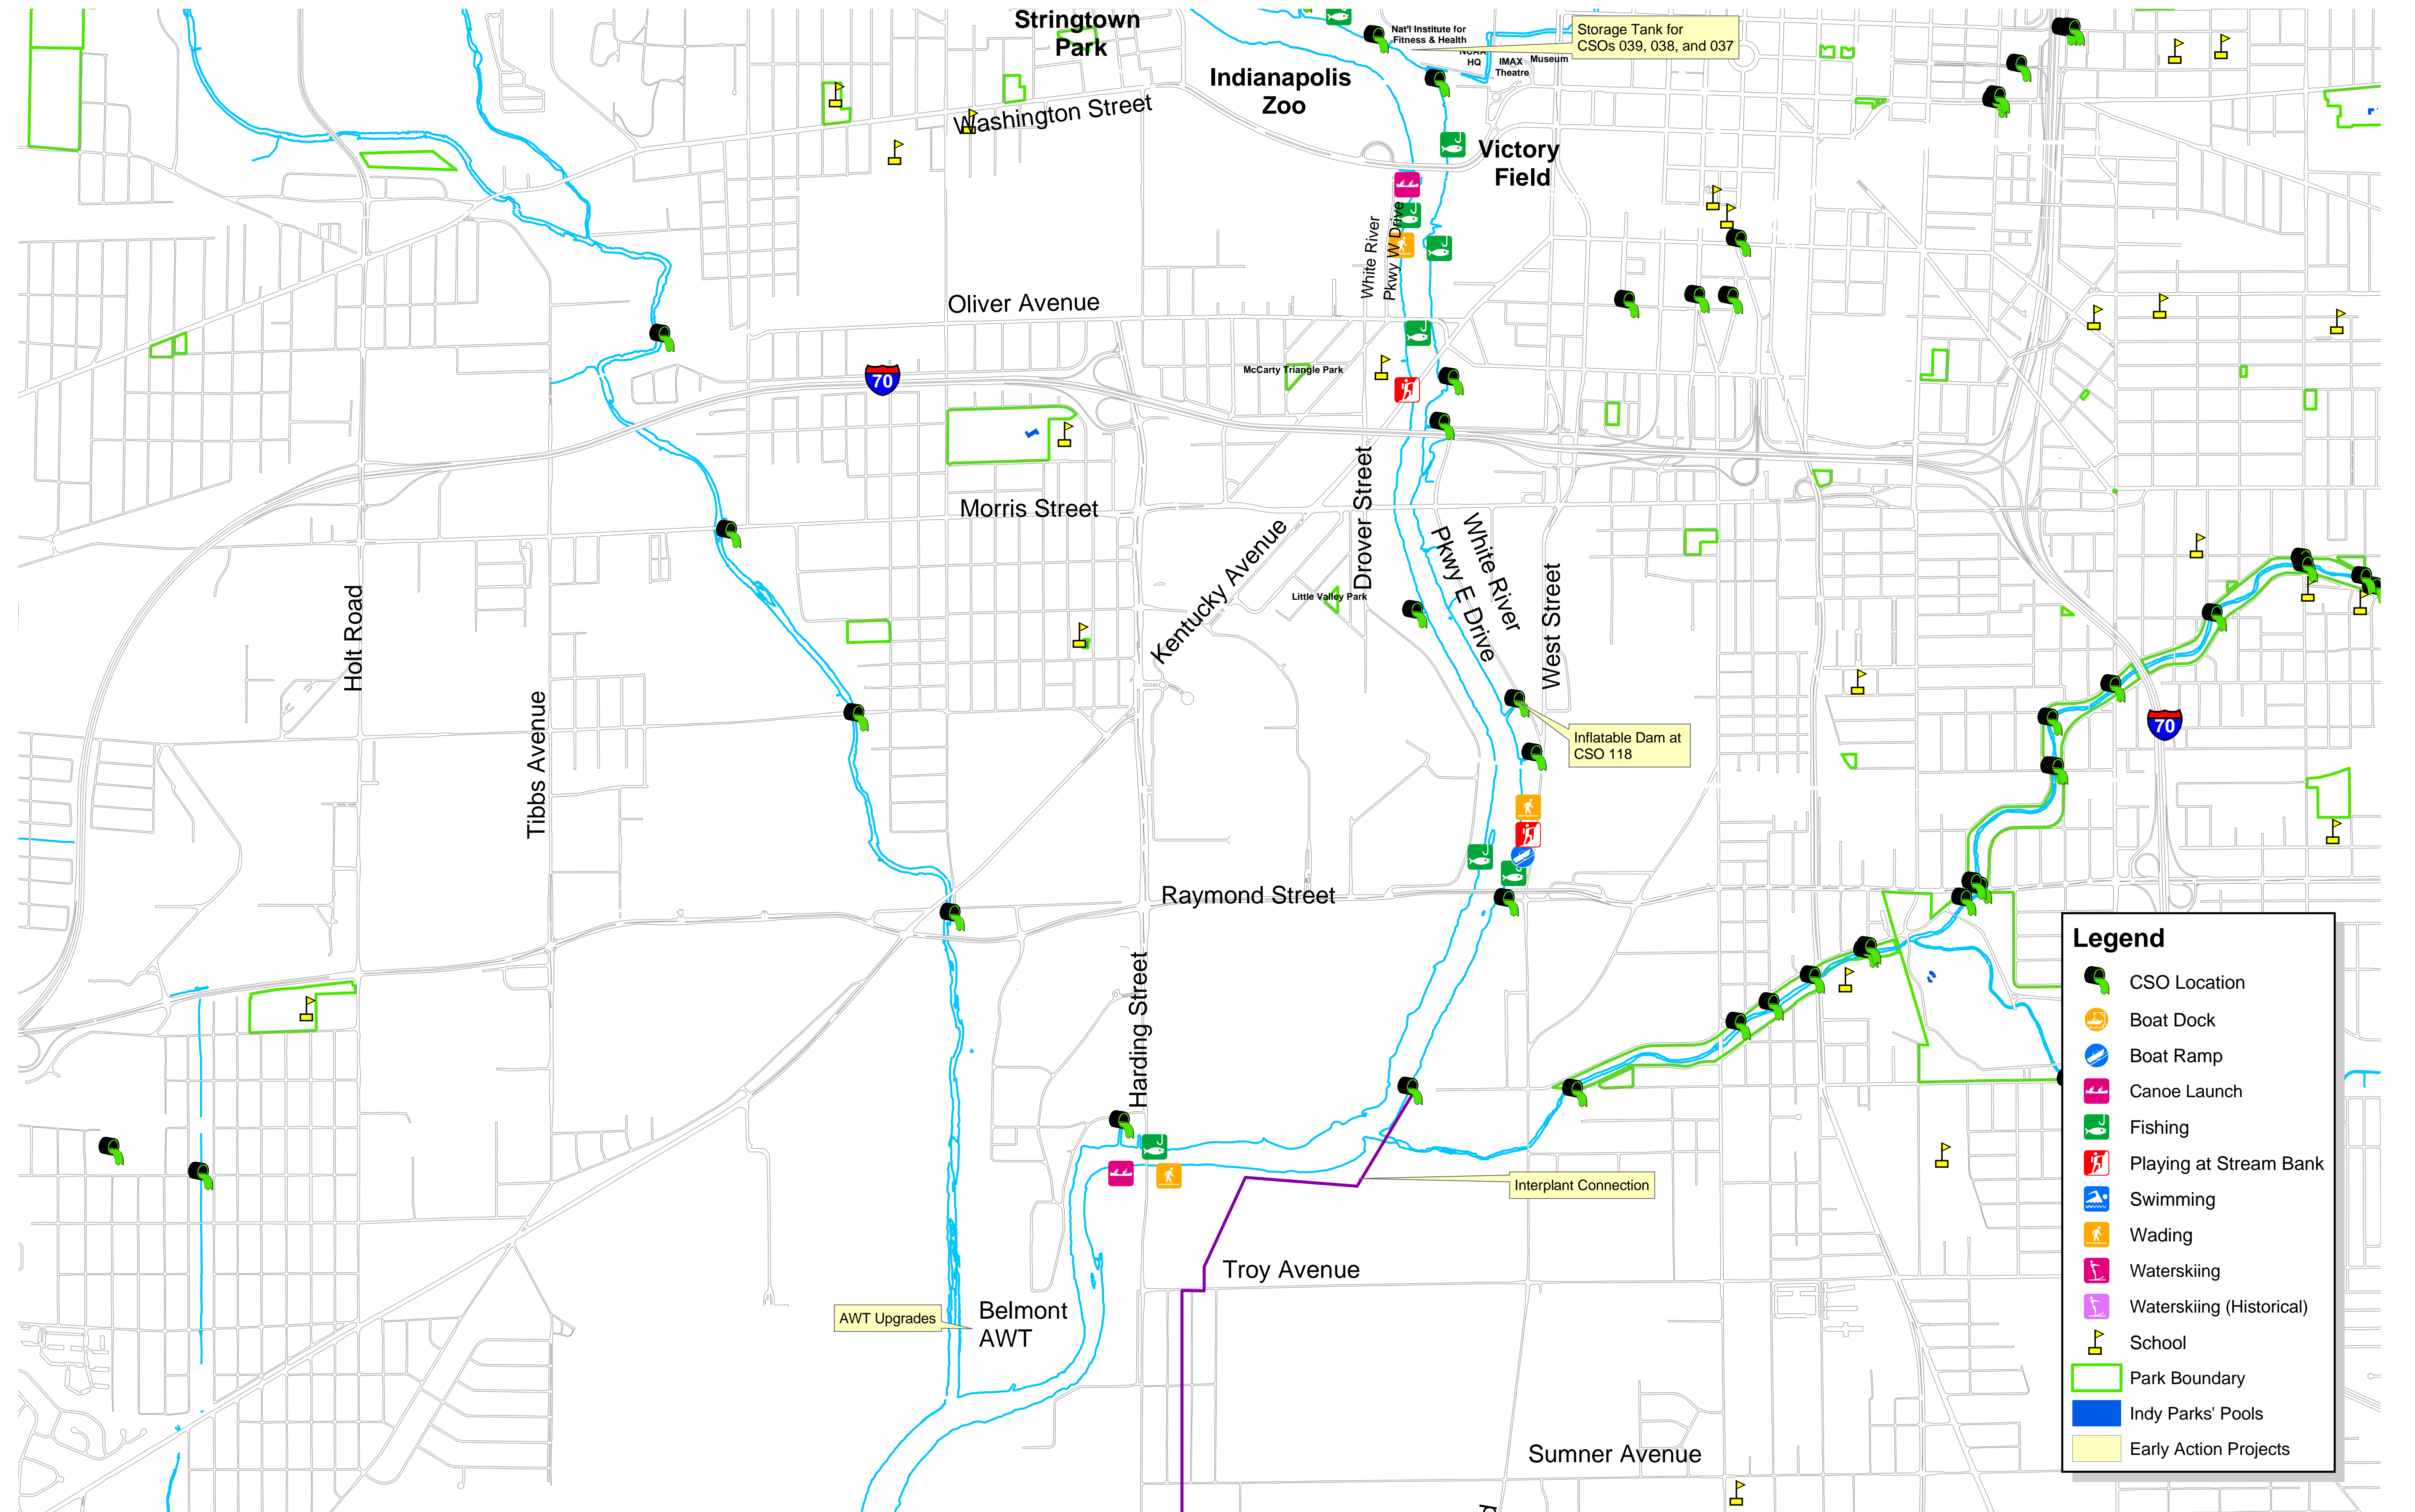 Stringtown
Park
Nat'l Institute for
Fitness & Health
Storage Tank for
CSOs 039, 038, and 037
NCAA
HQ
IMAX
Theatre
Museum
Indianapolis
Zoo
Washington Street
Victory
Field
White River
Pkwy W Drive
Oliver Avenue
McCarty Triangle Park
70
Drover Street
Morris Street
Kentucky Avenue
White River
Pkwy E Drive
West Street
Little Valley Park
Holt Road
Tibbs Avenue
Inflatable Dam at
CSO 118
70
Raymond Street
Harding Street
Interplant Connection
Troy Avenue
AWT Upgrades
Belmont
AWT
Sumner Avenue
Legend
CSO Location
Boat Dock
Boat Ramp
Canoe Launch
Fishing
Playing at Stream Bank
Swimming
Wading
Waterskiing
Waterskiing (Historical)
School
Park Boundary
Indy Parks' Pools
Early Action Projects